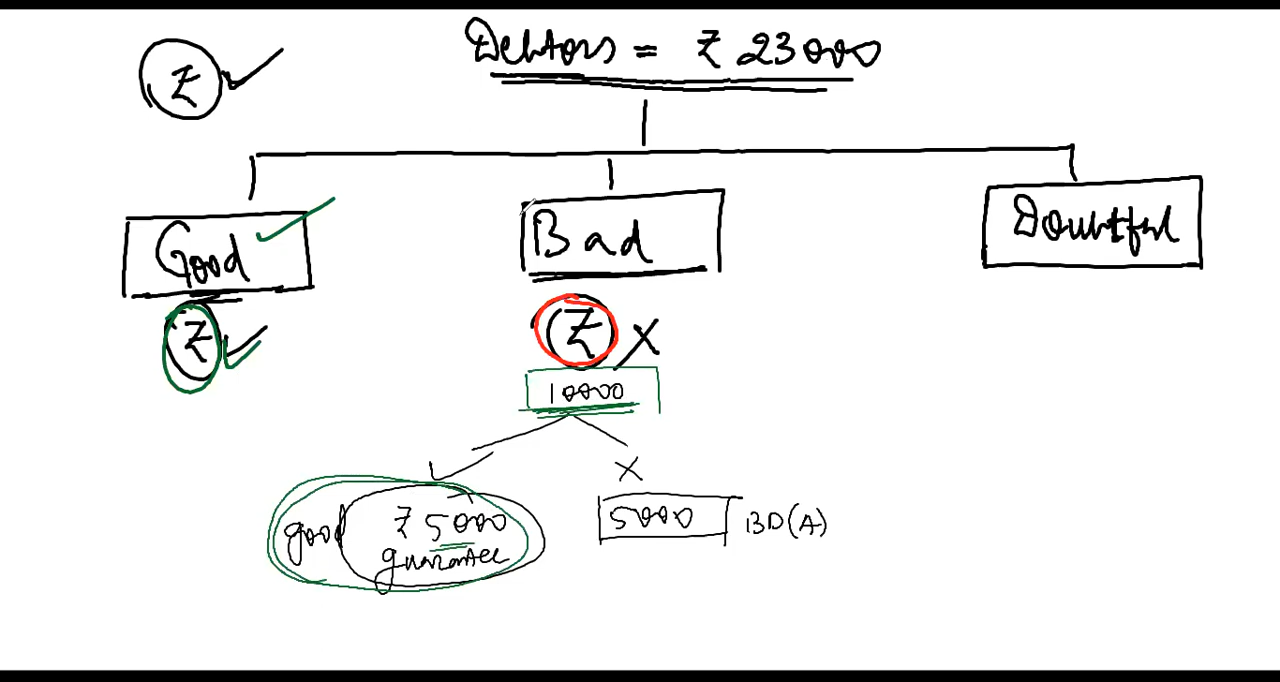 Debtors = ₹ 23000
₹ ✓
Good ✓
Bad
Doubtful
₹ ✓
₹ X
10000
✓
X
good ₹ 5000
guarantee
5000 BD(A)